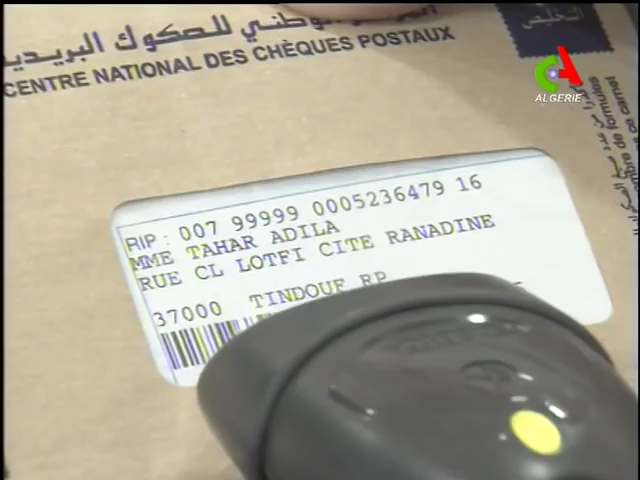 الوطني للصكوك البريدية
CENTRE NATIONAL DES CHÈQUES POSTAUX
ALGERIE
RIP : 007 99999 0005236479 16
MME TAHAR ADILA
RUE CL LOTFI CITE RANADINE
37000 TINDOUF RP